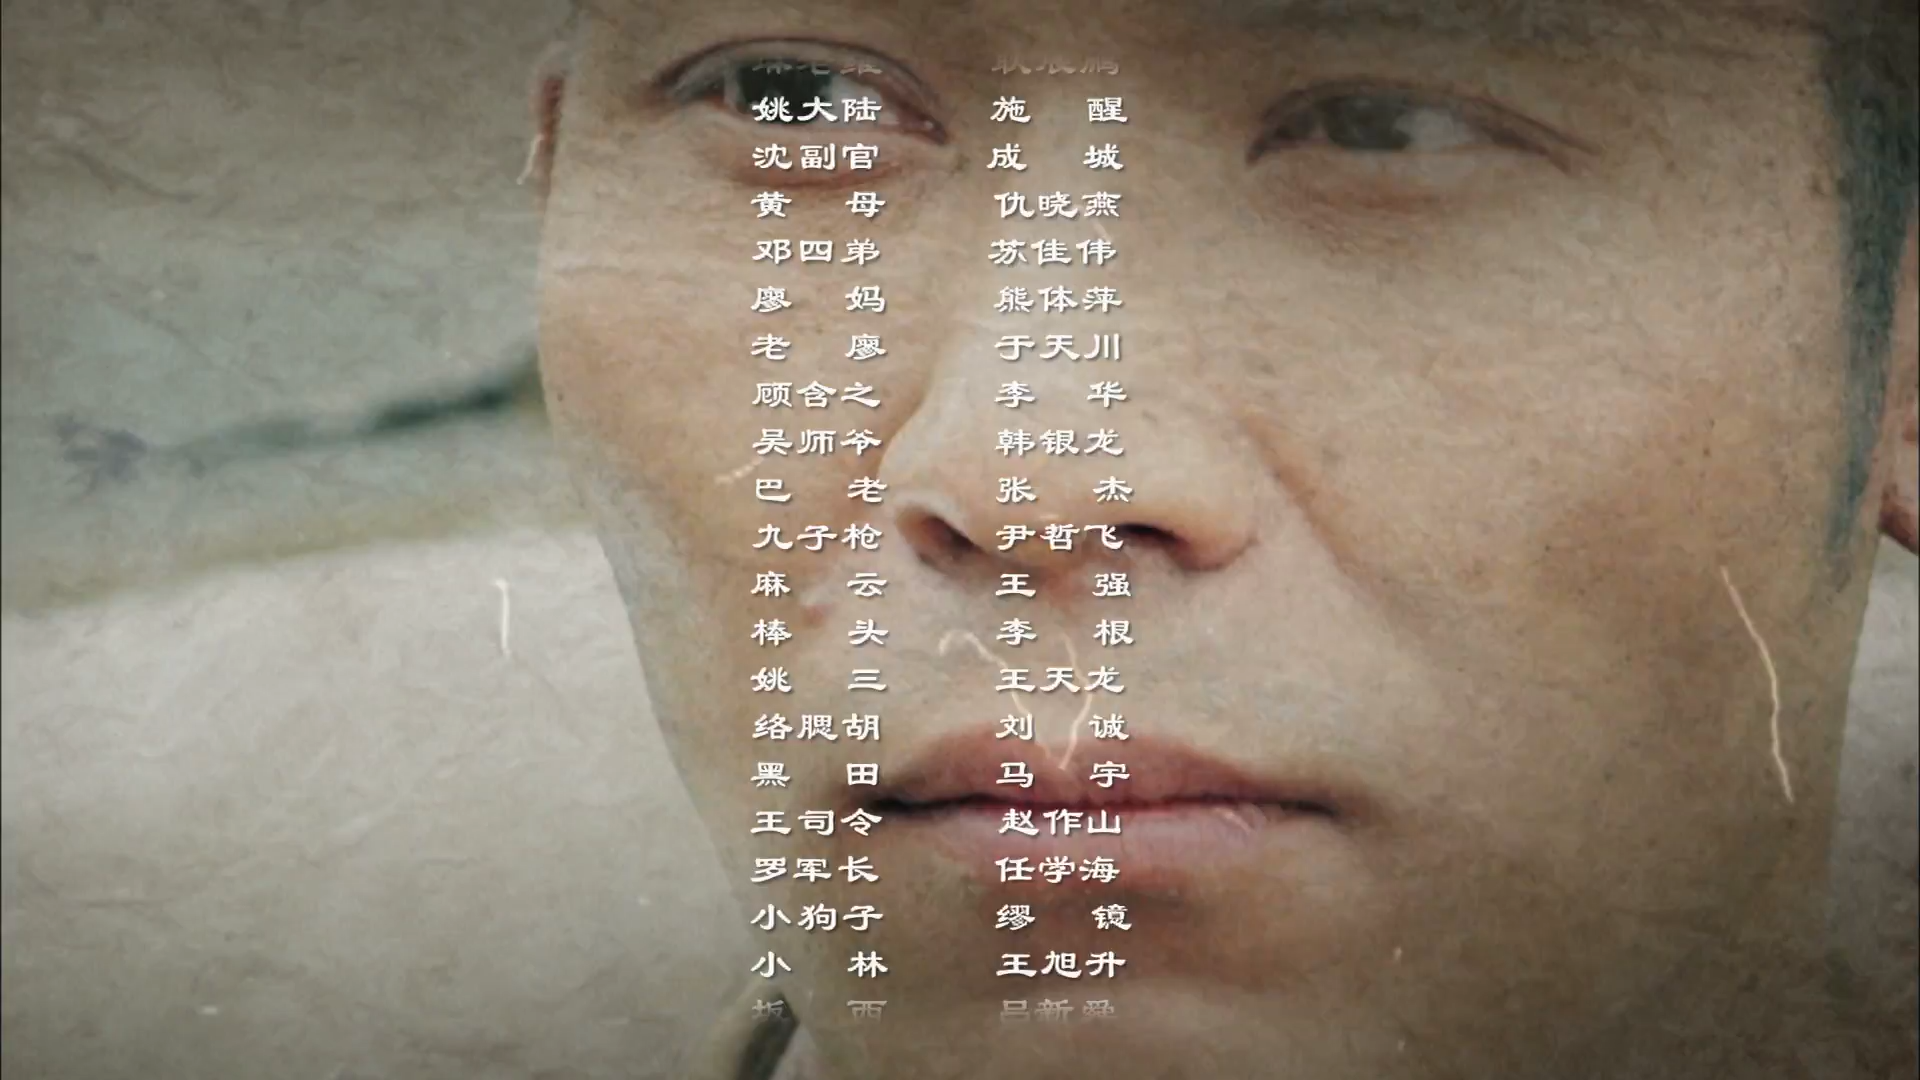 姚大陆 施醒
沈副官 成城
黄母 仇晓燕
邓四弟 苏佳伟
廖妈 熊体萍
老廖 于天川
顾含之 李华
吴师爷 韩银龙
巴老 张杰
九子枪 尹哲飞
麻云 王强
棒头 李根
姚三 王天龙
络腮胡 刘诚
黑田 马宇
王司令 赵作山
罗军长 任学海
小狗子 缪镜
小林 王旭升
坂西 吕新舜